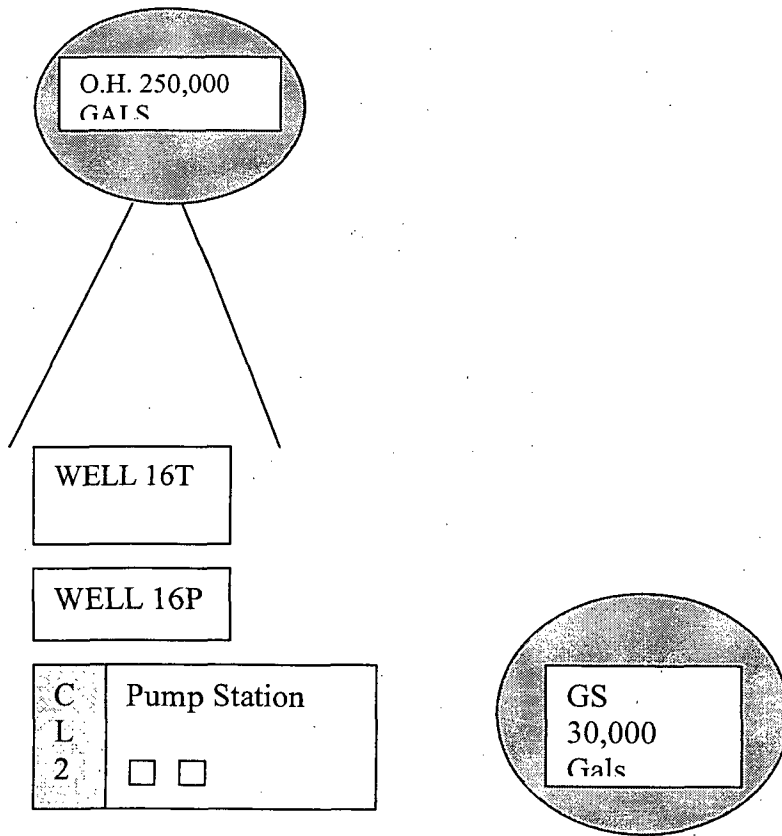 O.H. 250,000
GALS
WELL 16T
WELL 16P
C
L
2
Pump Station
GS
30,000
Gals